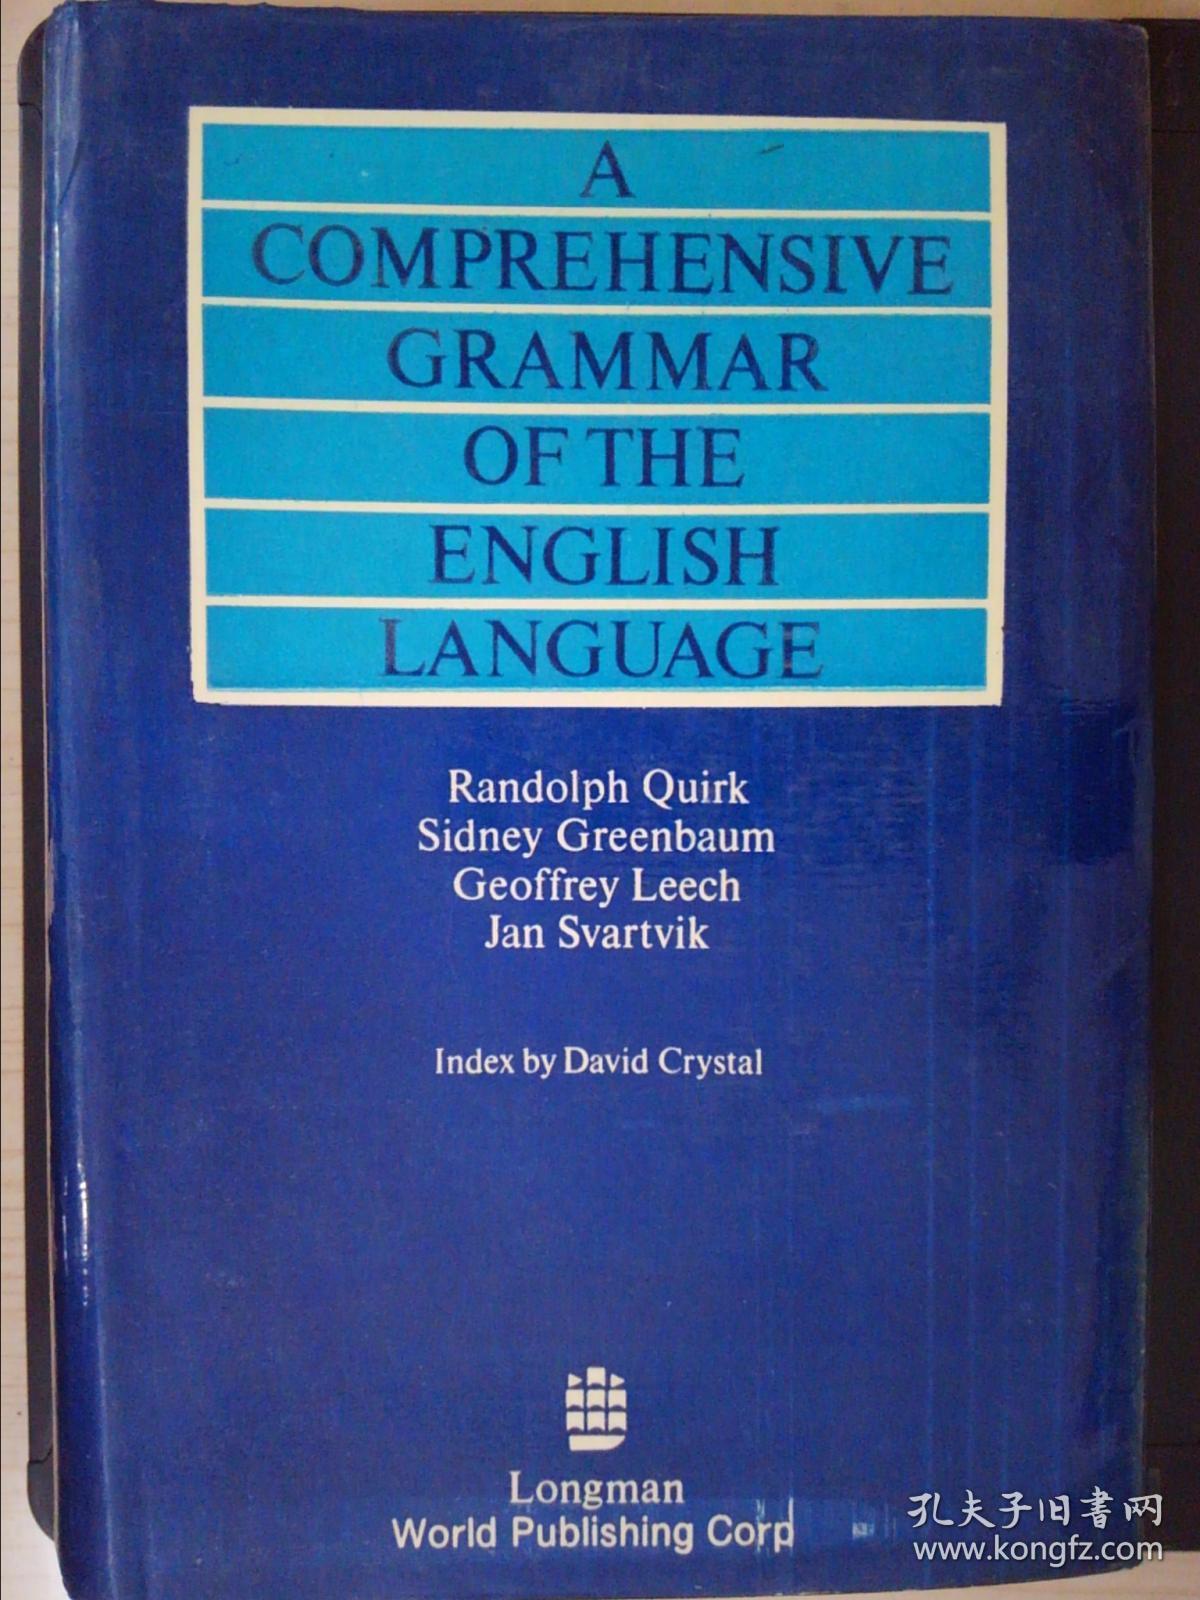 A
COMPREHENSIVE
GRAMMAR
OF THE
ENGLISH
LANGUAGE
Randolph Quirk
Sidney Greenbaum
Geoffrey Leech
Jan Svartvik
Index by David Crystal
Longman
World Publishing Corp
孔夫子旧書网
www.kongfz.com